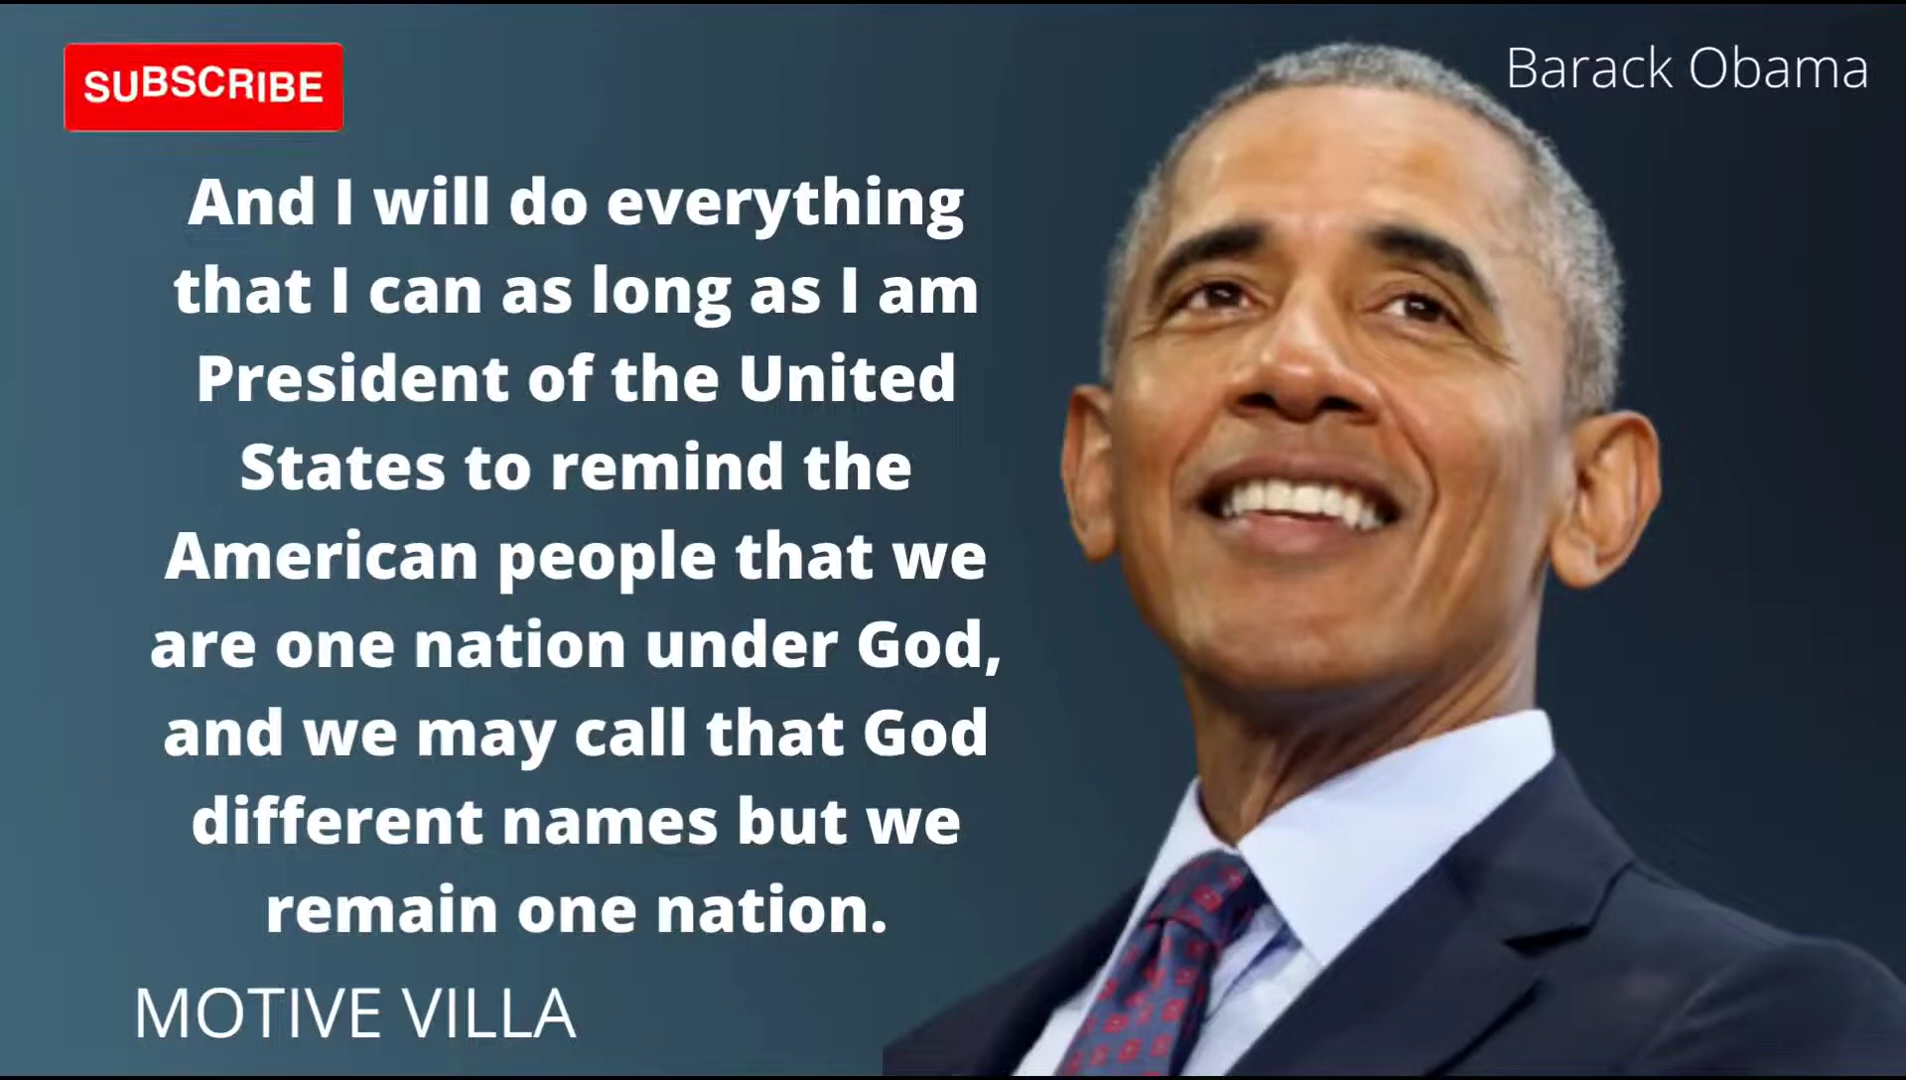 SUBSCRIBE
Barack Obama
And I will do everything
that I can as long as I am
President of the United
States to remind the
American people that we
are one nation under God,
and we may call that God
different names but we
remain one nation.
MOTIVE VILLA